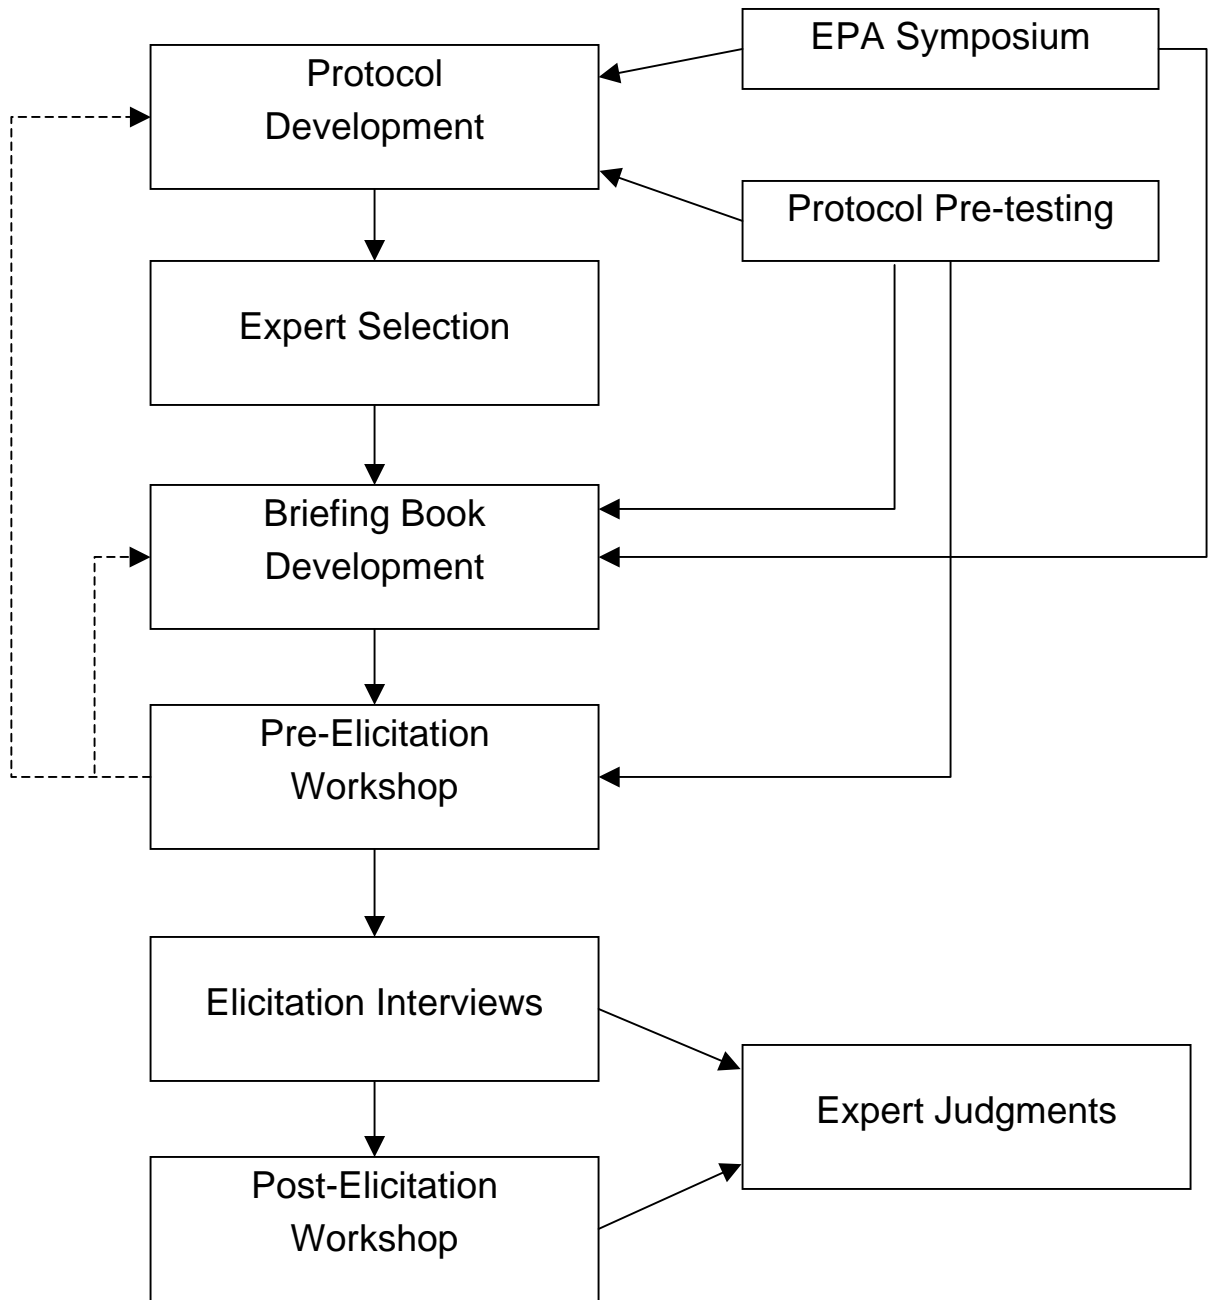 EPA Symposium
Protocol
Development
Protocol Pre-testing
Expert Selection
Briefing Book
Development
Pre-Elicitation
Workshop
Elicitation Interviews
Expert Judgments
Post-Elicitation
Workshop